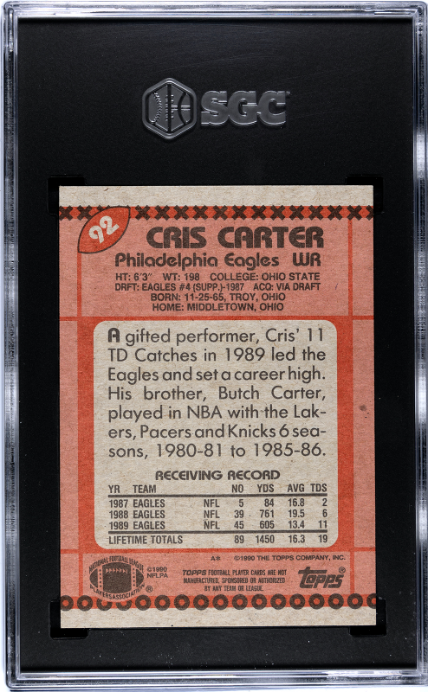 SGC
92
CRIS CARTER
Philadelphia Eagles WR
HT: 6'3" WT: 198 COLLEGE: OHIO STATE
DRFT: EAGLES #4 (SUPP.)-1987 ACQ: VIA DRAFT
BORN: 11-25-65, TROY, OHIO
HOME: MIDDLETOWN, OHIO
A gifted performer, Cris' 11
TD Catches in 1989 led the
Eagles and set a career high.
His brother, Butch Carter,
played in NBA with the Lak-
ers, Pacers and Knicks 6 sea-
sons, 1980-81 to 1985-86.
RECEIVING RECORD
YR TEAM NO YDS AVG TDS
1987 EAGLES NFL 5 84 16.8 2
1988 EAGLES NFL 39 761 19.5 6
1989 EAGLES NFL 45 605 13.4 11
LIFETIME TOTALS 89 1450 16.3 19
A* ©1990 THE TOPPS COMPANY, INC.
NATIONAL FOOTBALL LEAGUE
PLAYERS ASSOCIATION
©1990
NFLPA
TOPPS FOOTBALL PLAYER CARDS ARE NOT
MANUFACTURED, SPONSORED OR AUTHORIZED
BY ANY TEAM OR LEAGUE.
Topps®